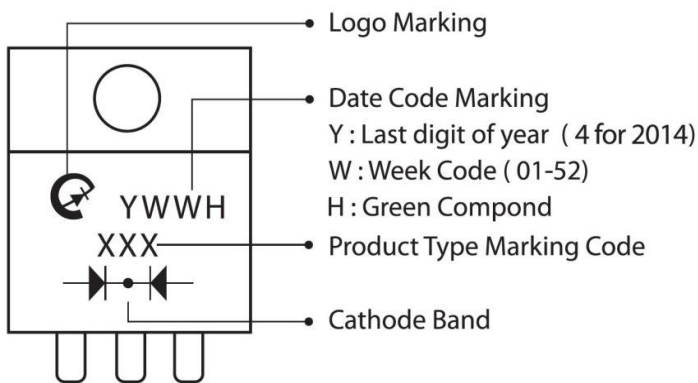 Logo Marking
Date Code Marking
Y : Last digit of year ( 4 for 2014)
W : Week Code ( 01-52)
H : Green Compond
YWWH
XXX
Product Type Marking Code
Cathode Band